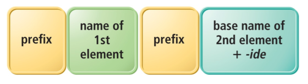 prefix
name of
1st
element
prefix
base name of
2nd element
+ -ide